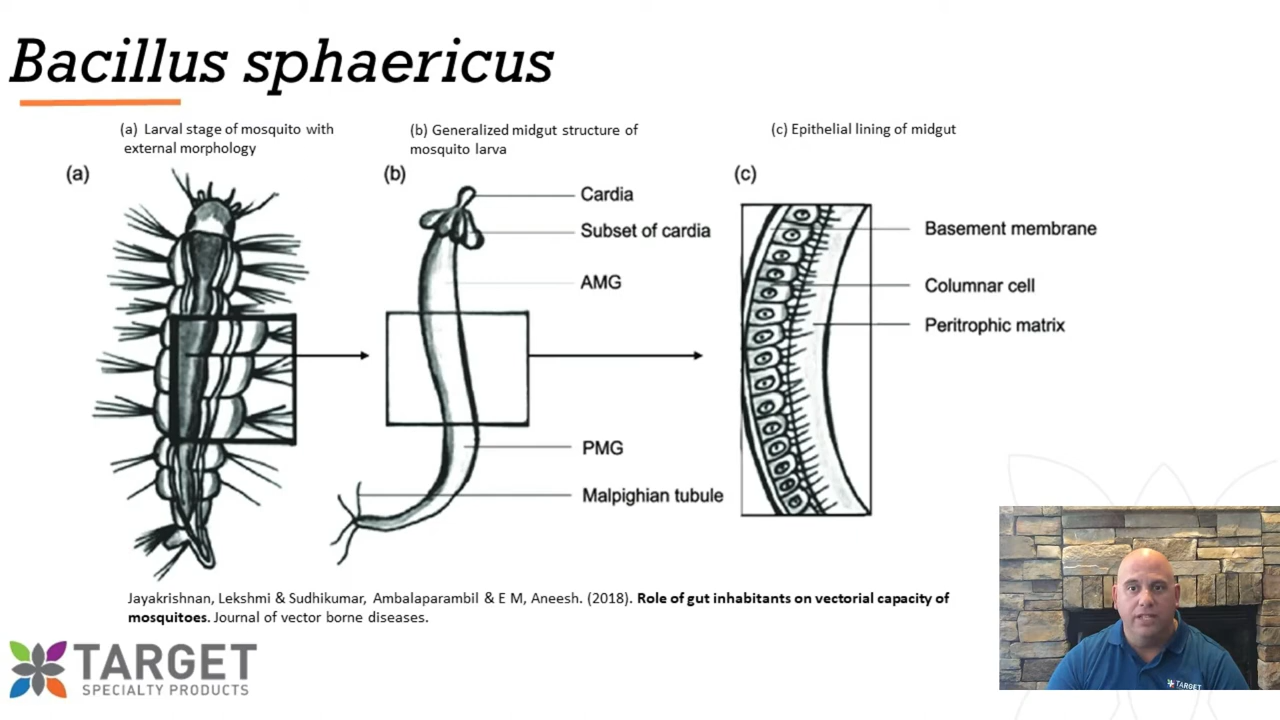 Bacillus sphaericus
(a) Larval stage of mosquito with
external morphology
(b) Generalized midgut structure of
mosquito larva
(c) Epithelial lining of midgut
(a)
(b)
(c)
Cardia
Subset of cardia
AMG
PMG
Malpighian tubule
Basement membrane
Columnar cell
Peritrophic matrix
Jayakrishnan, Lekshmi & Sudhikumar, Ambalaparambil & E M, Aneesh. (2018). Role of gut inhabitants on vectorial capacity of
mosquitoes. Journal of vector borne diseases.
TARGET
SPECIALTY PRODUCTS
TARGET